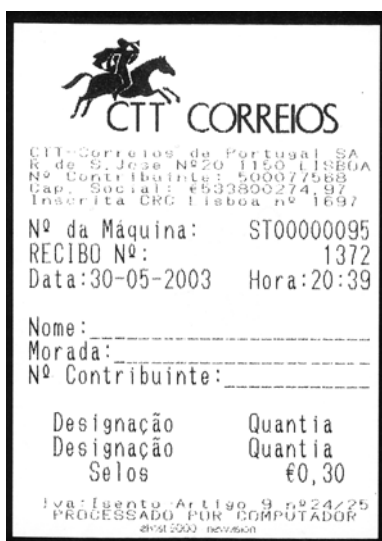 CTT CORREIOS
CTT-Correios de Portugal SA
R de S.Jose Nº20 1150 LISBOA
Nº Contribuinte: 500077568
Cap. Social: €533800274,97
Inscrita CRC Lisboa nº 1697
Nº da Máquina: ST00000095
RECIBO Nº: 1372
Data:30-05-2003 Hora:20:39
Nome:
Morada:
Nº Contribuinte:
Designação Quantia
Designação Quantia
Selos €0,30
Iva:Isento Artigo 9 nº24/25
PROCESSADO POR COMPUTADOR
newvision